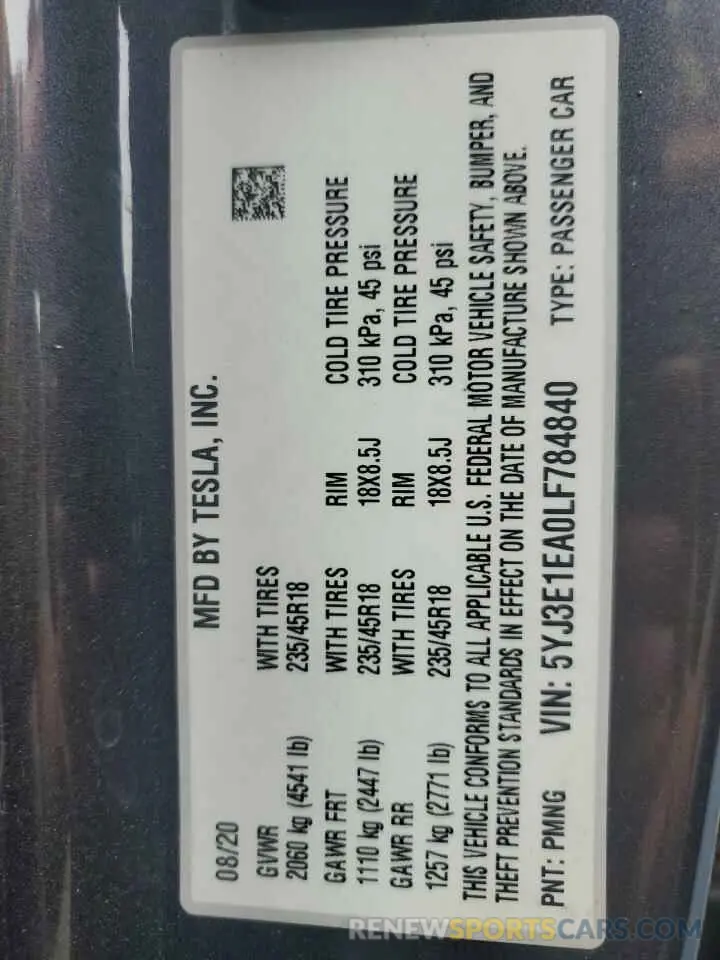 MFD BY TESLA, INC.
08/20
GVWR WITH TIRES
2060 kg (4541 lb) 235/45R18
GAWR FRT WITH TIRES RIM COLD TIRE PRESSURE
1110 kg (2447 lb) 235/45R18 18X8.5J 310 kPa, 45 psi
GAWR RR WITH TIRES RIM COLD TIRE PRESSURE
1257 kg (2771 lb) 235/45R18 18X8.5J 310 kPa, 45 psi
THIS VEHICLE CONFORMS TO ALL APPLICABLE U.S. FEDERAL MOTOR VEHICLE SAFETY, BUMPER, AND
THEFT PREVENTION STANDARDS IN EFFECT ON THE DATE OF MANUFACTURE SHOWN ABOVE.
PNT: PMNG VIN: 5YJ3E1EA0LF784840 TYPE: PASSENGER CAR
RENEWSPORTSCARS.COM